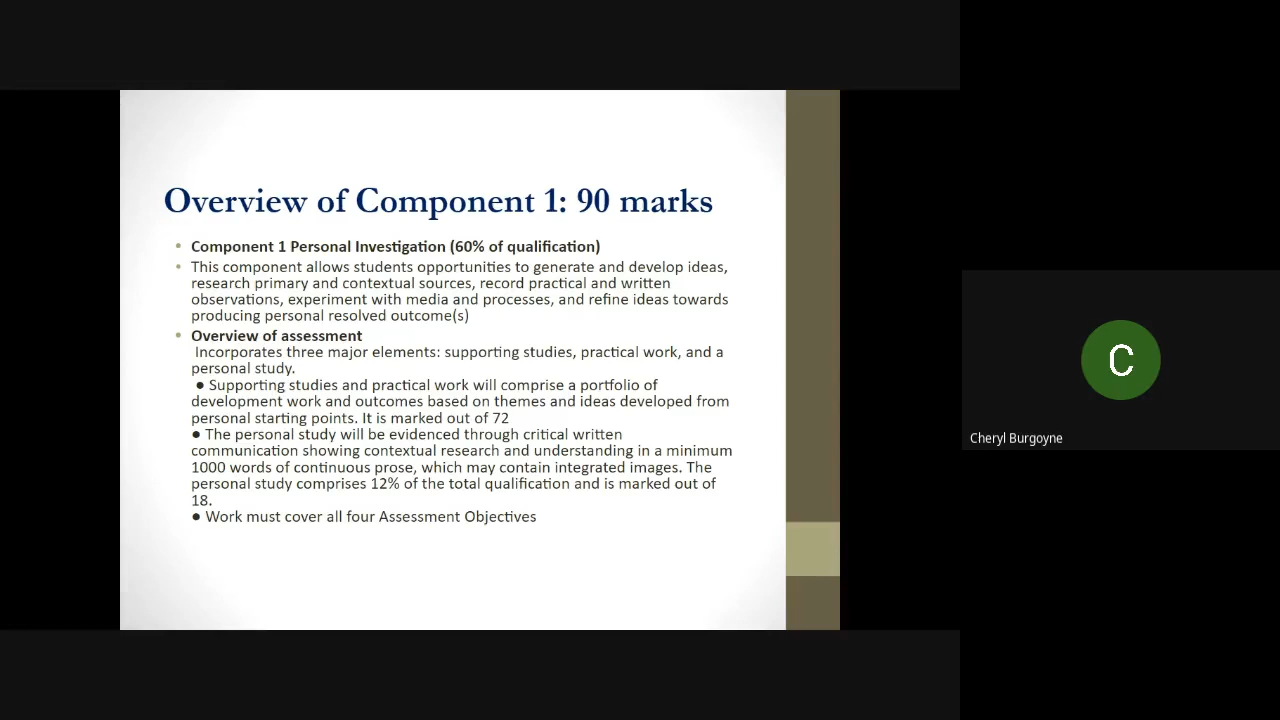 Overview of Component 1: 90 marks
• Component 1 Personal Investigation (60% of qualification)
• This component allows students opportunities to generate and develop ideas,
research primary and contextual sources, record practical and written
observations, experiment with media and processes, and refine ideas towards
producing personal resolved outcome(s)
• Overview of assessment
Incorporates three major elements: supporting studies, practical work, and a
personal study.
● Supporting studies and practical work will comprise a portfolio of
development work and outcomes based on themes and ideas developed from
personal starting points. It is marked out of 72
● The personal study will be evidenced through critical written
communication showing contextual research and understanding in a minimum
1000 words of continuous prose, which may contain integrated images. The
personal study comprises 12% of the total qualification and is marked out of
18.
● Work must cover all four Assessment Objectives
C
Cheryl Burgoyne